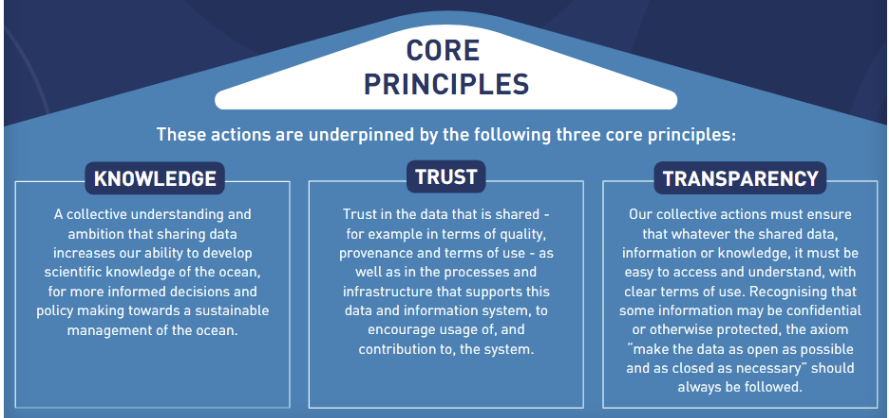 CORE
PRINCIPLES
These actions are underpinned by the following three core principles:
KNOWLEDGE
A collective understanding and
ambition that sharing data
increases our ability to develop
scientific knowledge of the ocean,
for more informed decisions and
policy making towards a sustainable
management of the ocean.
TRUST
Trust in the data that is shared -
for example in terms of quality,
provenance and terms of use - as
well as in the processes and
infrastructure that supports this
data and information system, to
encourage usage of, and
contribution to, the system.
TRANSPARENCY
Our collective actions must ensure
that whatever the shared data,
information or knowledge, it must be
easy to access and understand, with
clear terms of use. Recognising that
some information may be confidential
or otherwise protected, the axiom
"make the data as open as possible
and as closed as necessary" should
always be followed.